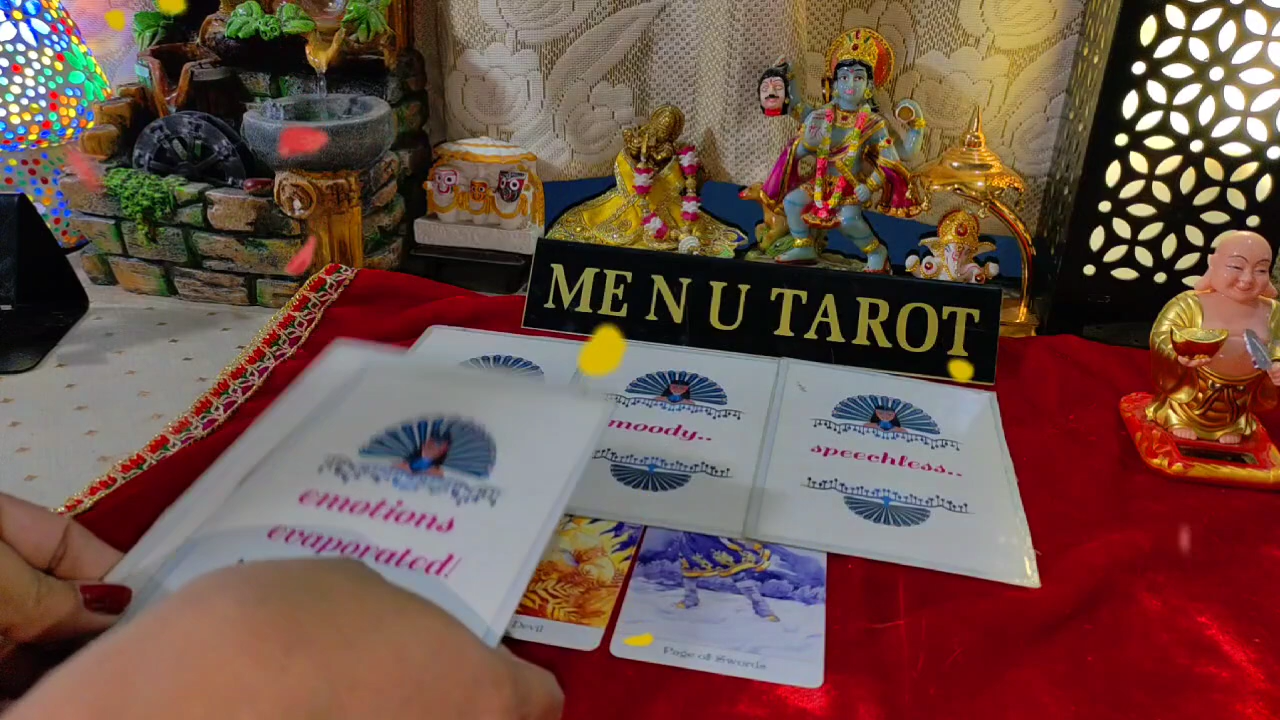 ME N U TAROT
moody..
speechless..
emotions
evaporated!
Devil
Page of Swords